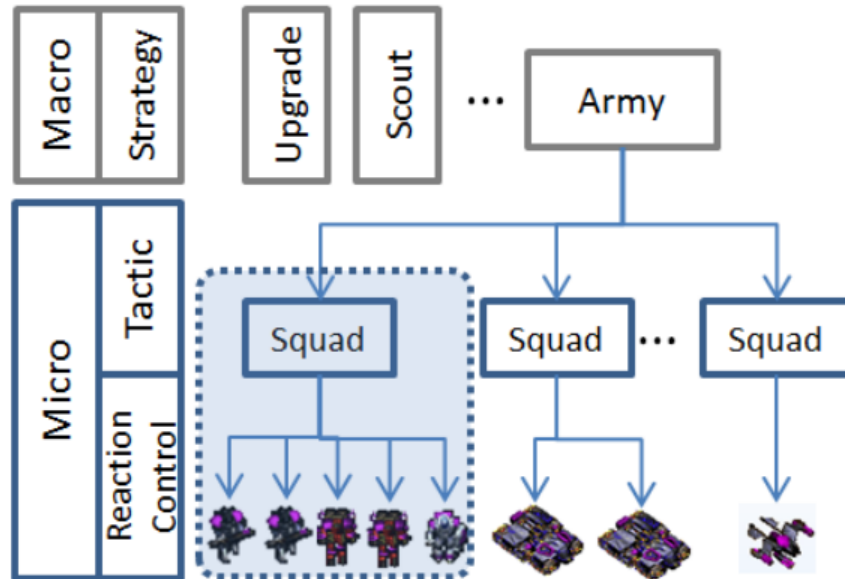 Macro
Strategy
Upgrade
Scout
...
Army
Micro
Tactic
Reaction
Control
Squad
Squad
...
Squad